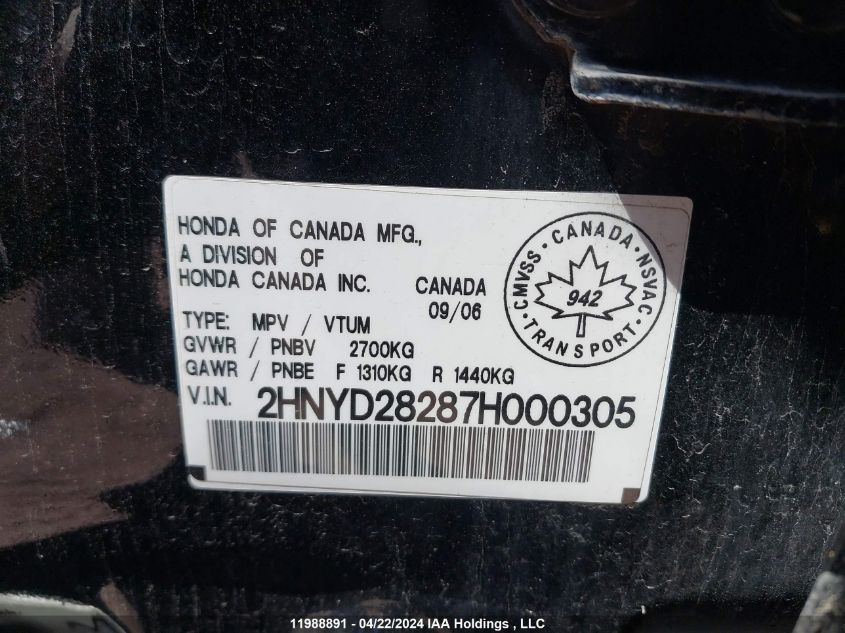 HONDA OF CANADA MFG.,
A DIVISION OF
HONDA CANADA INC. CANADA
09/06
TYPE: MPV / VTUM
GVWR / PNBV 2700KG
GAWR / PNBE F 1310KG R 1440KG
V.I.N. 2HNYD28287H000305
CMVSS • CANADA • NSVAC •
942
TRANSPORT
11988891 - 04/22/2024 IAA Holdings , LLC